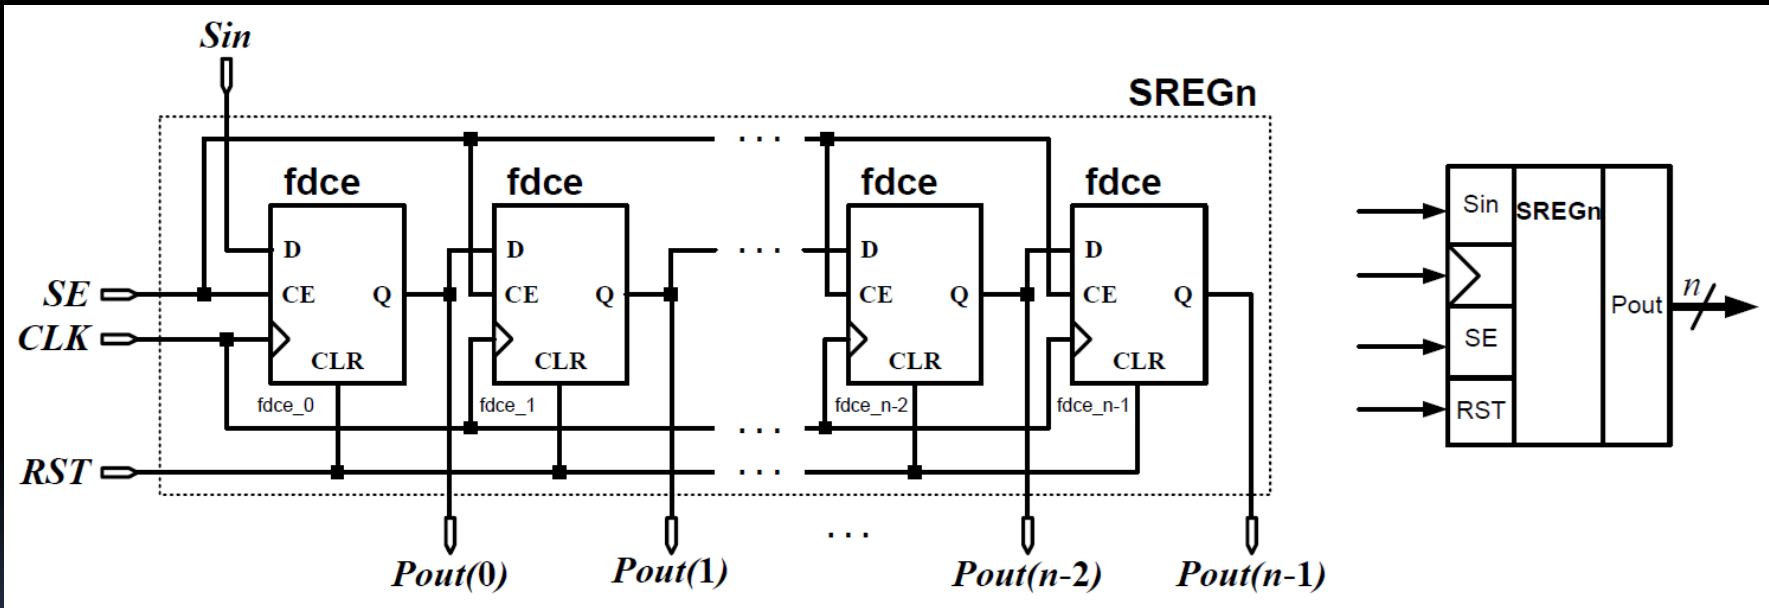 Sin
SREGn
fdce fdce ... fdce fdce
D D ... D D
SE CE Q CE Q CE Q CE Q
CLK
CLR CLR CLR CLR
fdce_0 fdce_1 fdce_n-2 fdce_n-1
...
RST ...
...
Pout(0) Pout(1) Pout(n-2) Pout(n-1)
Sin SREGn
n
Pout
SE
RST